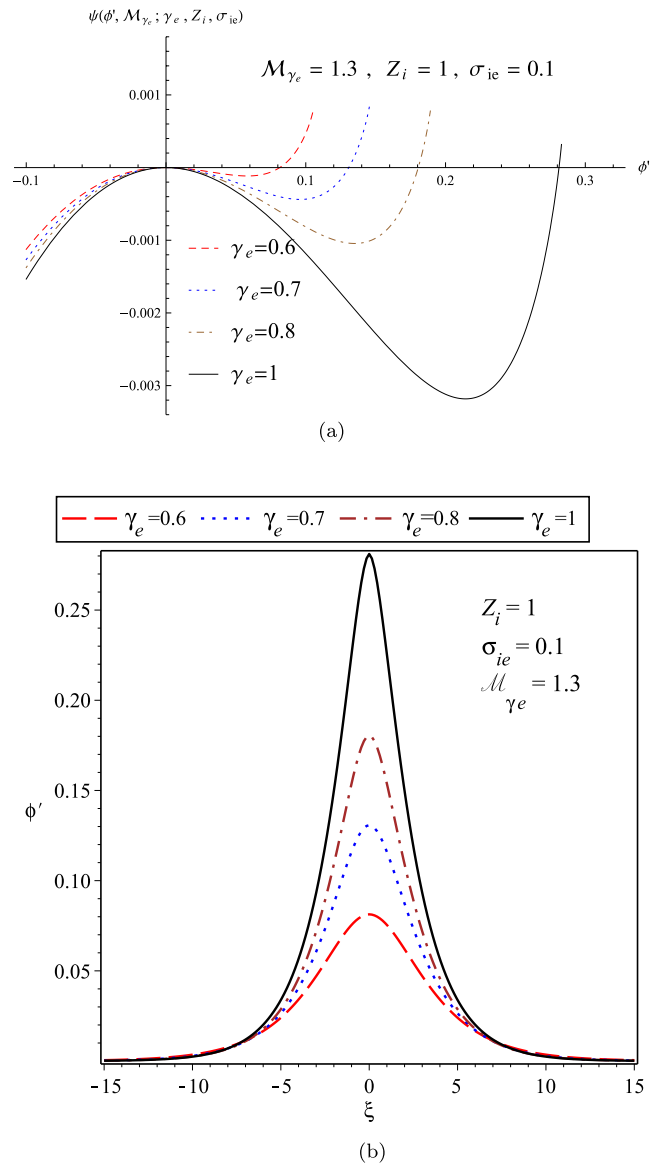 ψ(ϕ', ℳ_γₑ; γ_e, Z_i, σ_ie)
ℳ_γₑ = 1.3 , Z_i = 1 , σ_ie = 0.1
0.001
−0.1
0.1
0.2
0.3
ϕ'
−0.001
γ_e=0.6
−0.002
γ_e=0.7
γ_e=0.8
−0.003
γ_e=1
(a)
γ_e=0.6 γ_e=0.7 γ_e=0.8 γ_e=1
Z_i = 1
σ_ie = 0.1
ℳ_γe = 1.3
0.25
0.20
0.15
ϕ′
0.10
0.05
−15 −10 −5 0 5 10 15
ξ
(b)